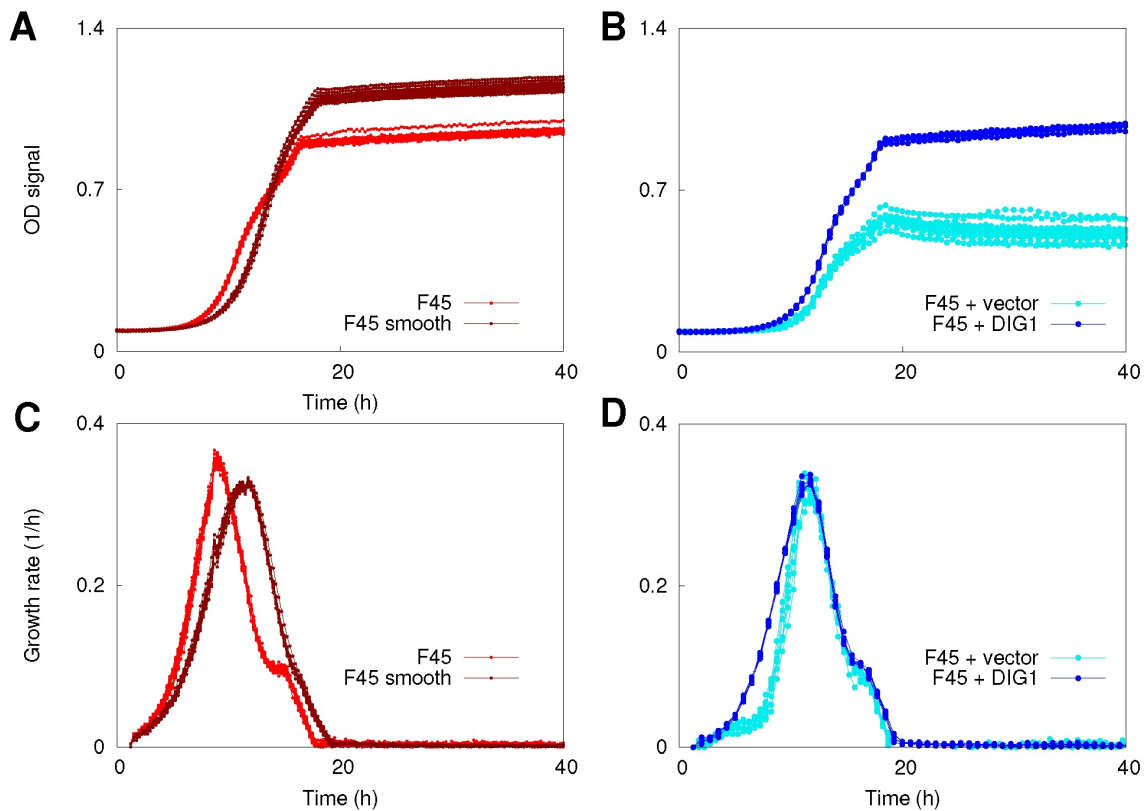 A
1.4
0.7
0
OD signal
F45
F45 smooth
0
20
40
Time (h)
B
1.4
0.7
0
F45 + vector
F45 + DIG1
0
20
40
C
0.4
0.2
0
Growth rate (1/h)
F45
F45 smooth
0
20
40
Time (h)
D
0.4
0.2
0
F45 + vector
F45 + DIG1
0
20
40
Time (h)